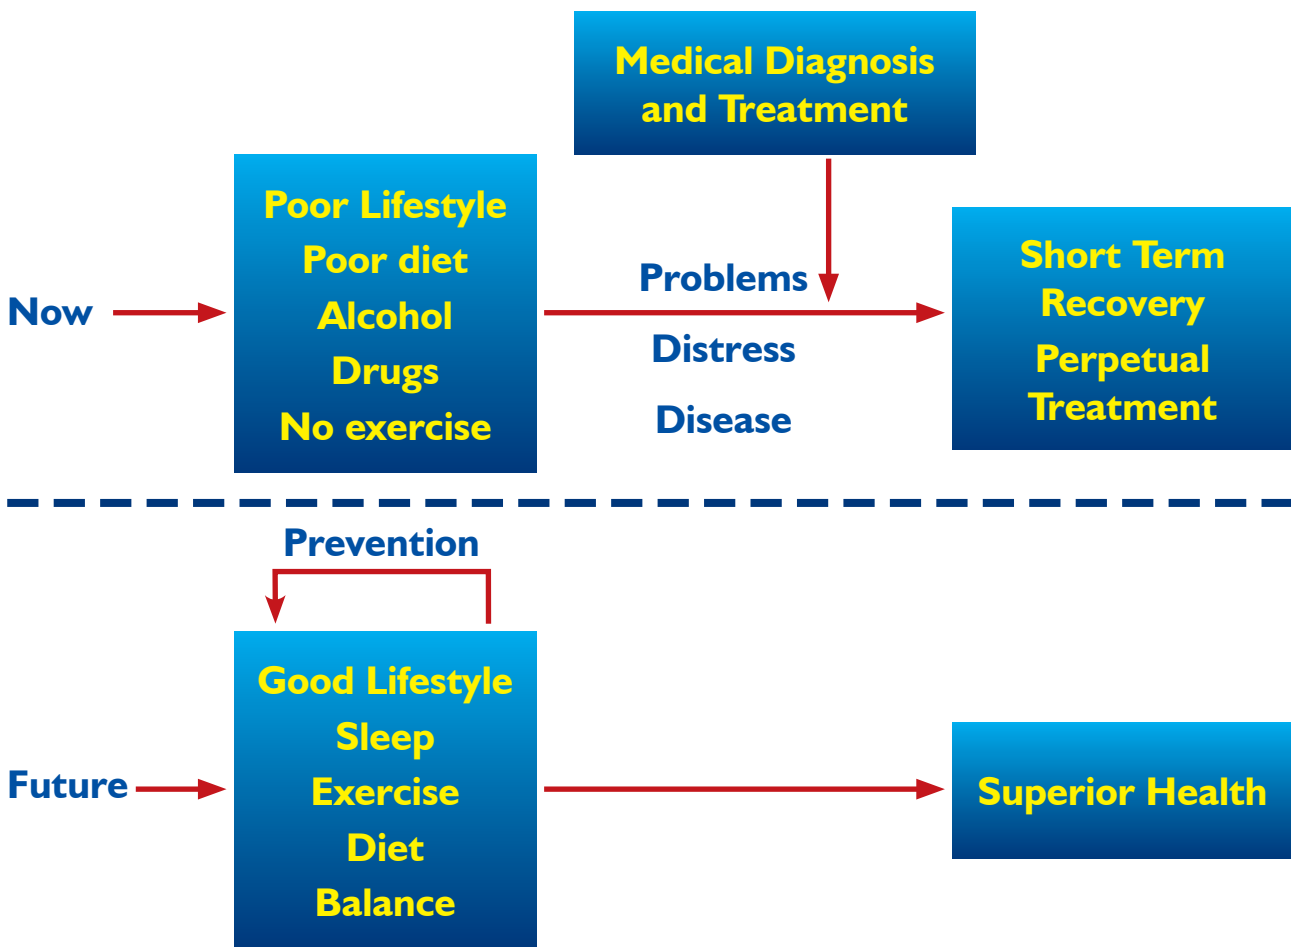 Medical Diagnosis
and Treatment
Now
Poor Lifestyle
Poor diet
Alcohol
Drugs
No exercise
Problems
Distress
Disease
Short Term
Recovery
Perpetual
Treatment
Prevention
Future
Good Lifestyle
Sleep
Exercise
Diet
Balance
Superior Health